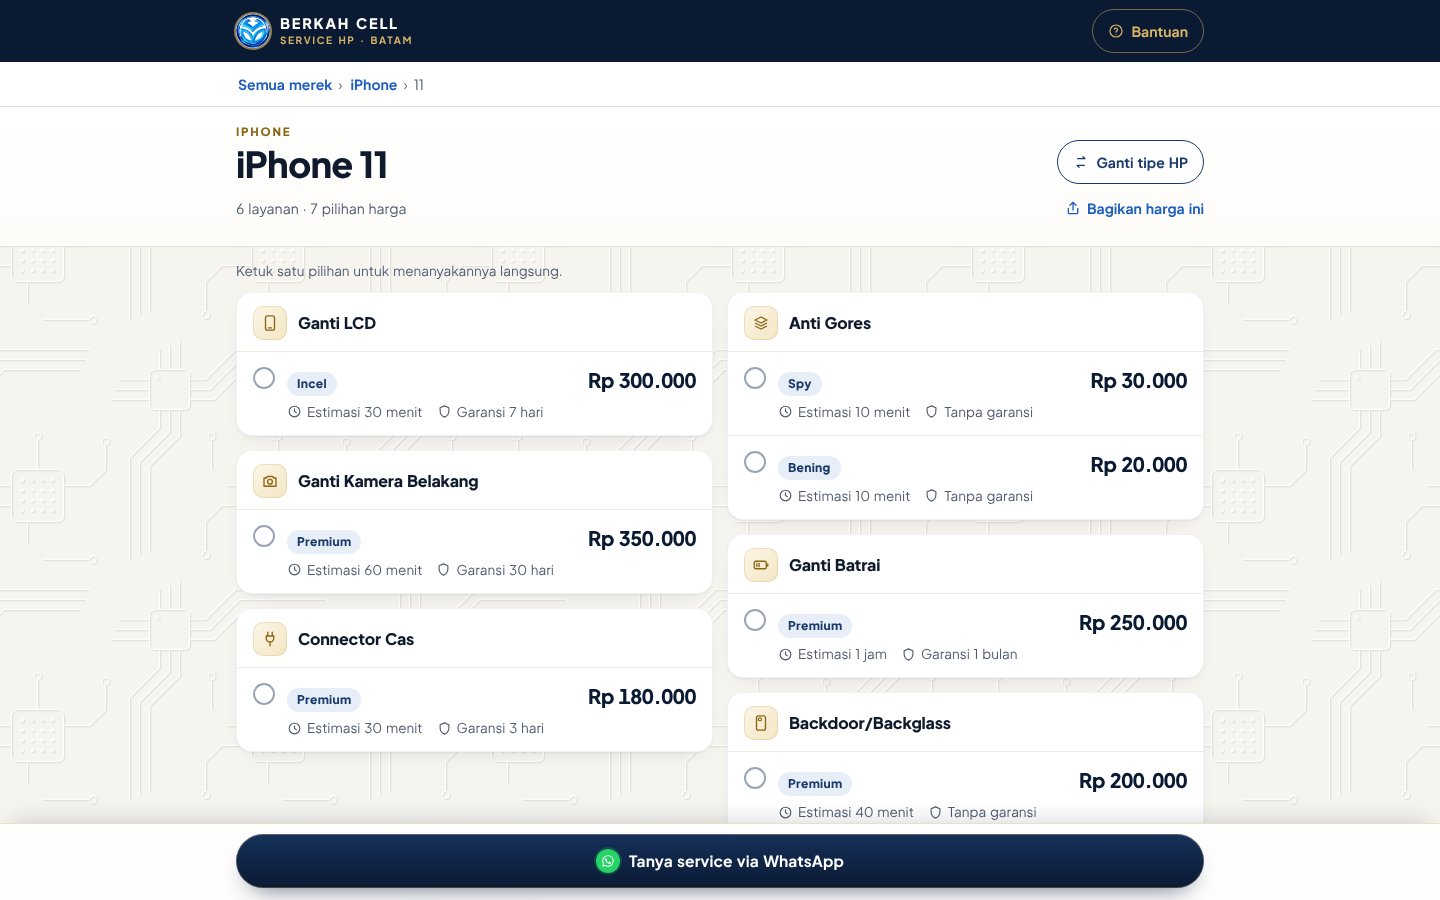 BERKAH CELL
SERVICE HP · BATAM
Bantuan
Semua merek › iPhone › 11
IPHONE
iPhone 11
6 layanan · 7 pilihan harga
Ganti tipe HP
Bagikan harga ini
Ketuk satu pilihan untuk menanyakannya langsung.
Ganti LCD
Incel
Rp 300.000
Estimasi 30 menit Garansi 7 hari
Ganti Kamera Belakang
Premium
Rp 350.000
Estimasi 60 menit Garansi 30 hari
Connector Cas
Premium
Rp 180.000
Estimasi 30 menit Garansi 3 hari
Anti Gores
Spy
Rp 30.000
Estimasi 10 menit Tanpa garansi
Bening
Rp 20.000
Estimasi 10 menit Tanpa garansi
Ganti Batrai
Premium
Rp 250.000
Estimasi 1 jam Garansi 1 bulan
Backdoor/Backglass
Premium
Rp 200.000
Estimasi 40 menit Tanpa garansi
Tanya service via WhatsApp